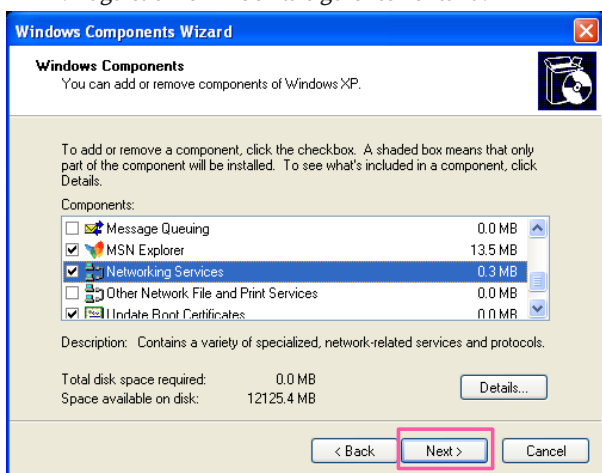 Windows Components Wizard
Windows Components
You can add or remove components of Windows XP.
To add or remove a component, click the checkbox. A shaded box means that only
part of the component will be installed. To see what's included in a component, click
Details.
Components:
Message Queuing 0.0 MB
MSN Explorer 13.5 MB
Networking Services 0.3 MB
Other Network File and Print Services 0.0 MB
Update Root Certificates 0.0 MB
Description: Contains a variety of specialized, network-related services and protocols.
Total disk space required: 0.0 MB
Space available on disk: 12125.4 MB
Details...
< Back Next > Cancel